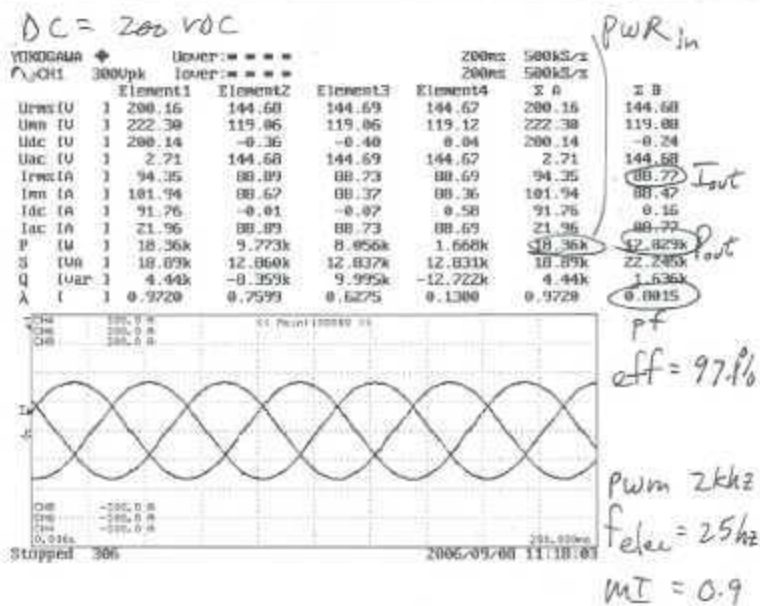 DC = 200 VDC
PWR in
YOKOGAWA Uover: 200ms 500kS/s
CH1 300Vpk Iover: 200ms 500kS/s
Element1 Element2 Element3 Element4 Σ A Σ B
Urms[V ] 200.16 144.68 144.69 144.67 200.16 144.68
Umn [V ] 222.30 119.06 119.06 119.12 222.30 119.08
Udc [V ] 200.14 -0.36 -0.40 0.04 200.14 -0.24
Uac [V ] 2.71 144.68 144.69 144.67 2.71 144.68
Irms[A ] 94.35 88.89 88.73 88.69 94.35 88.77 Iout
Imn [A ] 101.94 88.67 88.37 88.36 101.94 88.47
Idc [A ] 91.76 -0.01 -0.07 0.58 91.76 0.16
Iac [A ] 21.96 88.89 88.73 88.69 21.96 88.77
P [W ] 18.36k 9.773k 8.056k 1.668k 18.36k 17.829k Pout
S [VA ] 18.89k 12.860k 12.837k 12.831k 18.89k 22.245k
Q [var ] 4.44k -8.359k 9.995k -12.722k 4.44k 1.636k
λ [ ] 0.9720 0.7599 0.6275 0.1300 0.9720 0.8015
pf
eff = 97.1%
pwm 2khz
felec = 25hz
Stopped 306 2006/09/08 11:18:03
mI = 0.9